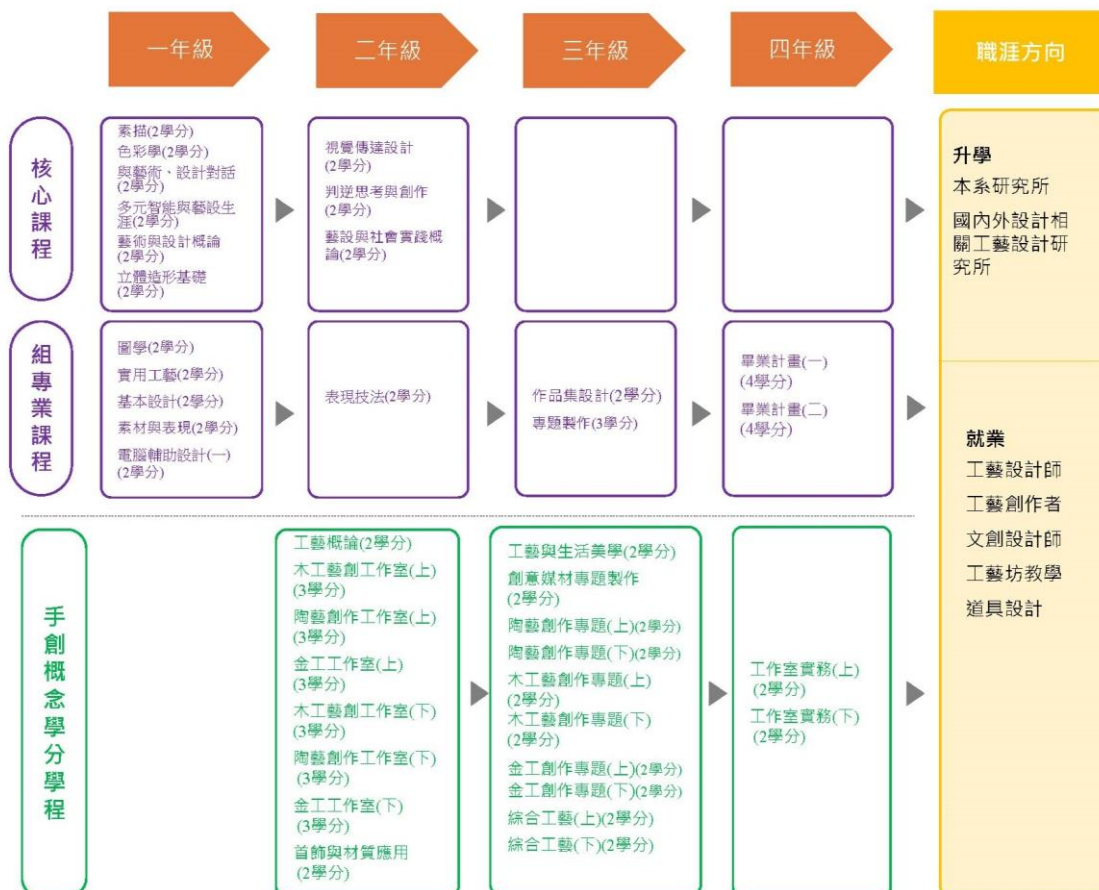 一年級
二年級
三年級
四年級
職涯方向
核心課程
素描(2學分)
色彩學(2學分)
與藝術、設計對話
(2學分)
多元智能與藝設生
涯(2學分)
藝術與設計概論
(2學分)
立體造形基礎
(2學分)
視覺傳達設計
(2學分)
判逆思考與創作
(2學分)
藝設與社會實踐概
論(2學分)
組專業課程
圖學(2學分)
實用工藝(2學分)
基本設計(2學分)
素材與表現(2學分)
電腦輔助設計(一)
(2學分)
表現技法(2學分)
作品集設計(2學分)
專題製作(3學分)
畢業計畫(一)
(4學分)
畢業計畫(二)
(4學分)
手創概念學分學程
工藝概論(2學分)
木工藝創工作室(上)
(3學分)
陶藝創作工作室(上)
(3學分)
金工工作室(上)
(3學分)
木工藝創工作室(下)
(3學分)
陶藝創作工作室(下)
(3學分)
金工工作室(下)
(3學分)
首飾與材質應用
(2學分)
工藝與生活美學(2學分)
創意媒材專題製作
(2學分)
陶藝創作專題(上)(2學分)
陶藝創作專題(下)(2學分)
木工藝創作專題(上)
(2學分)
木工藝創作專題(下)
(2學分)
金工創作專題(上)(2學分)
金工創作專題(下)(2學分)
綜合工藝(上)(2學分)
綜合工藝(下)(2學分)
工作室實務(上)
(2學分)
工作室實務(下)
(2學分)
升學
本系研究所
國內外設計相
關工藝設計研
究所
就業
工藝設計師
工藝創作者
文創設計師
工藝坊教學
道具設計